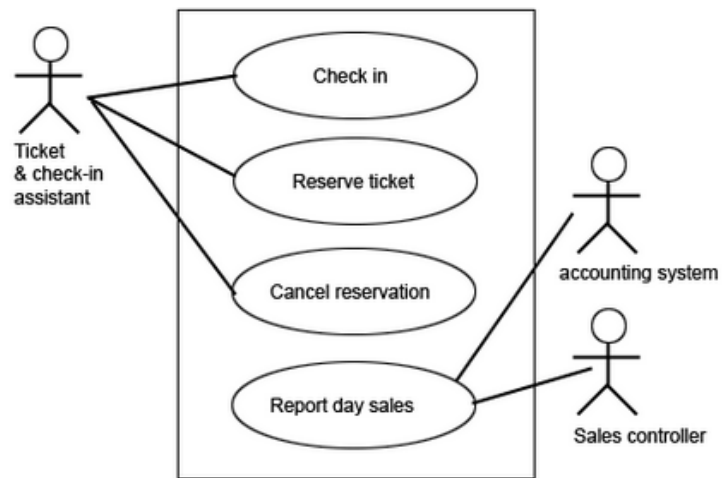 Check in
Ticket
& check-in
assistant
Reserve ticket
accounting system
Cancel reservation
Report day sales
Sales controller